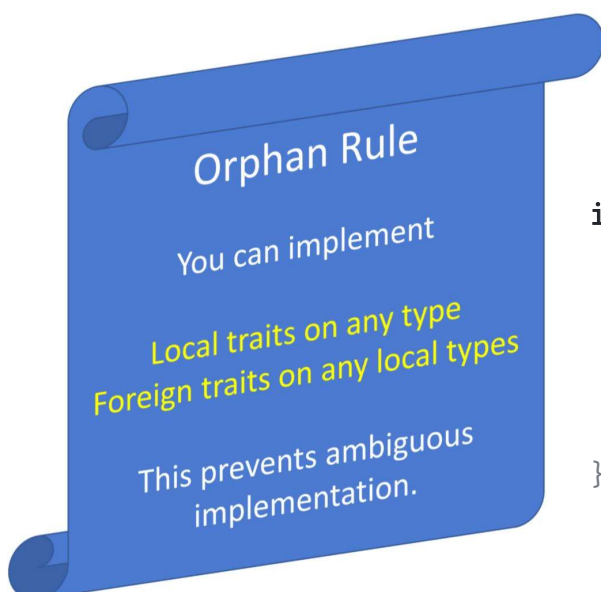 Orphan Rule
You can implement
Local traits on any type
Foreign traits on any local types
This prevents ambiguous
implementation.
i
}